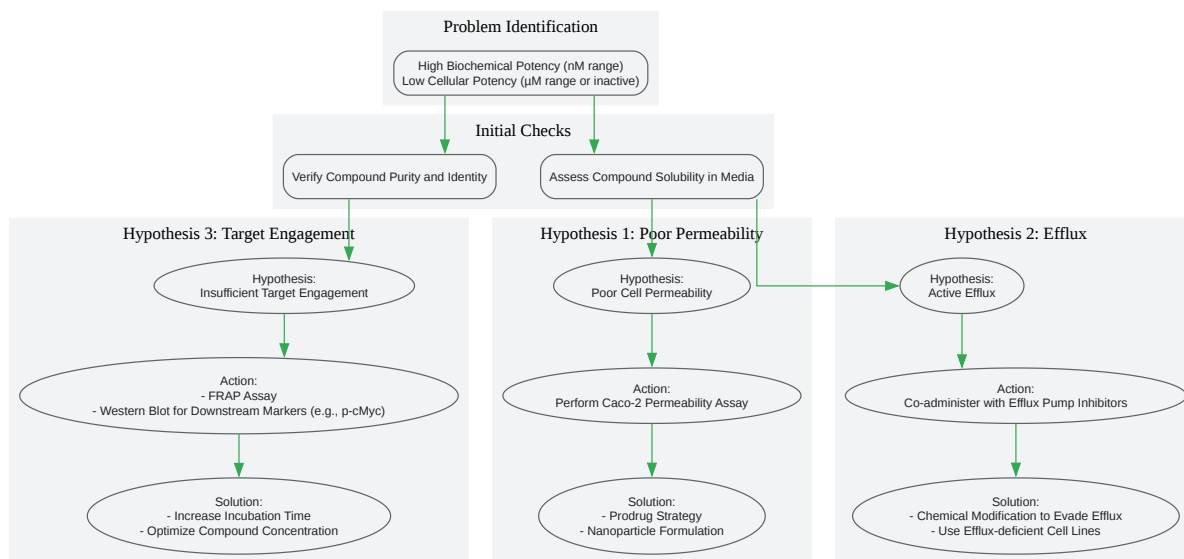 Problem Identification
High Biochemical Potency (nM range)
Low Cellular Potency (µM range or inactive)
Initial Checks
Verify Compound Purity and Identity
Assess Compound Solubility in Media
Hypothesis 3: Target Engagement
Hypothesis:
Insufficient Target Engagement
Action:
- FRAP Assay
- Western Blot for Downstream Markers (e.g., p-cMyc)
Solution:
- Increase Incubation Time
- Optimize Compound Concentration
Hypothesis 1: Poor Permeability
Hypothesis:
Poor Cell Permeability
Action:
Perform Caco-2 Permeability Assay
Solution:
- Prodrug Strategy
- Nanoparticle Formulation
Hypothesis 2: Efflux
Hypothesis:
Active Efflux
Action:
Co-administer with Efflux Pump Inhibitors
Solution:
- Chemical Modification to Evade Efflux
- Use Efflux-deficient Cell Lines